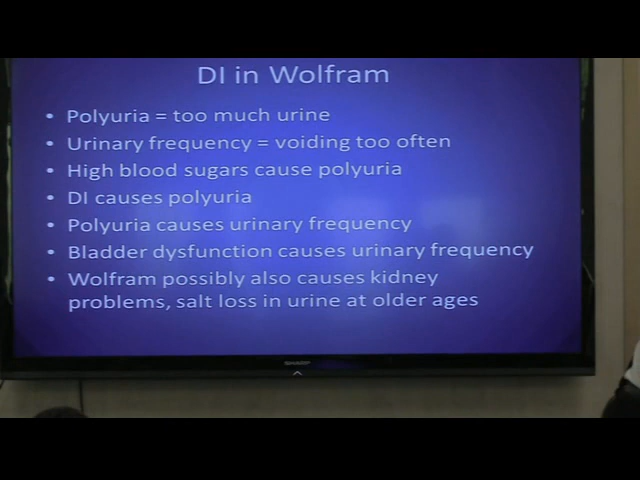 DI in Wolfram
• Polyuria = too much urine
• Urinary frequency = voiding too often
• High blood sugars cause polyuria
• DI causes polyuria
• Polyuria causes urinary frequency
• Bladder dysfunction causes urinary frequency
• Wolfram possibly also causes kidney
problems, salt loss in urine at older ages
SHARP